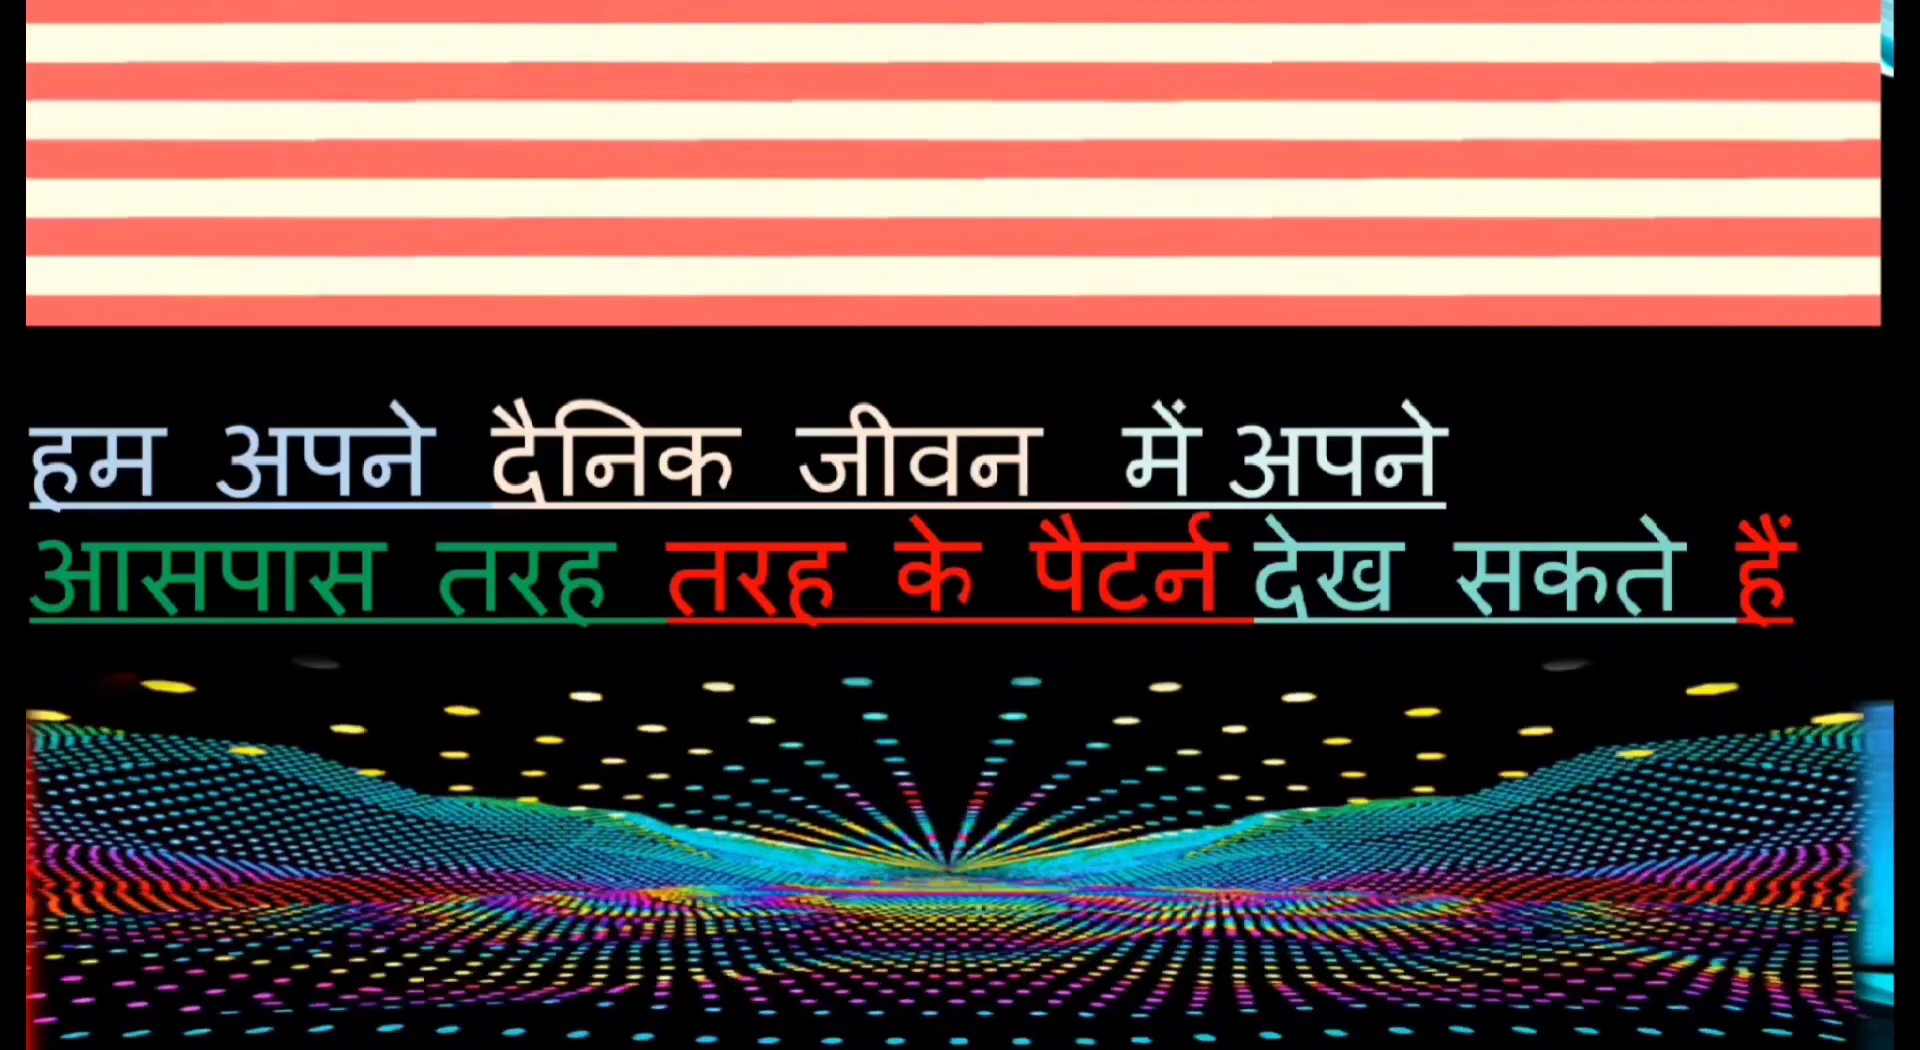 हम अपने दैनिक जीवन में अपने
आसपास तरह तरह के पैटर्न देख सकते हैं